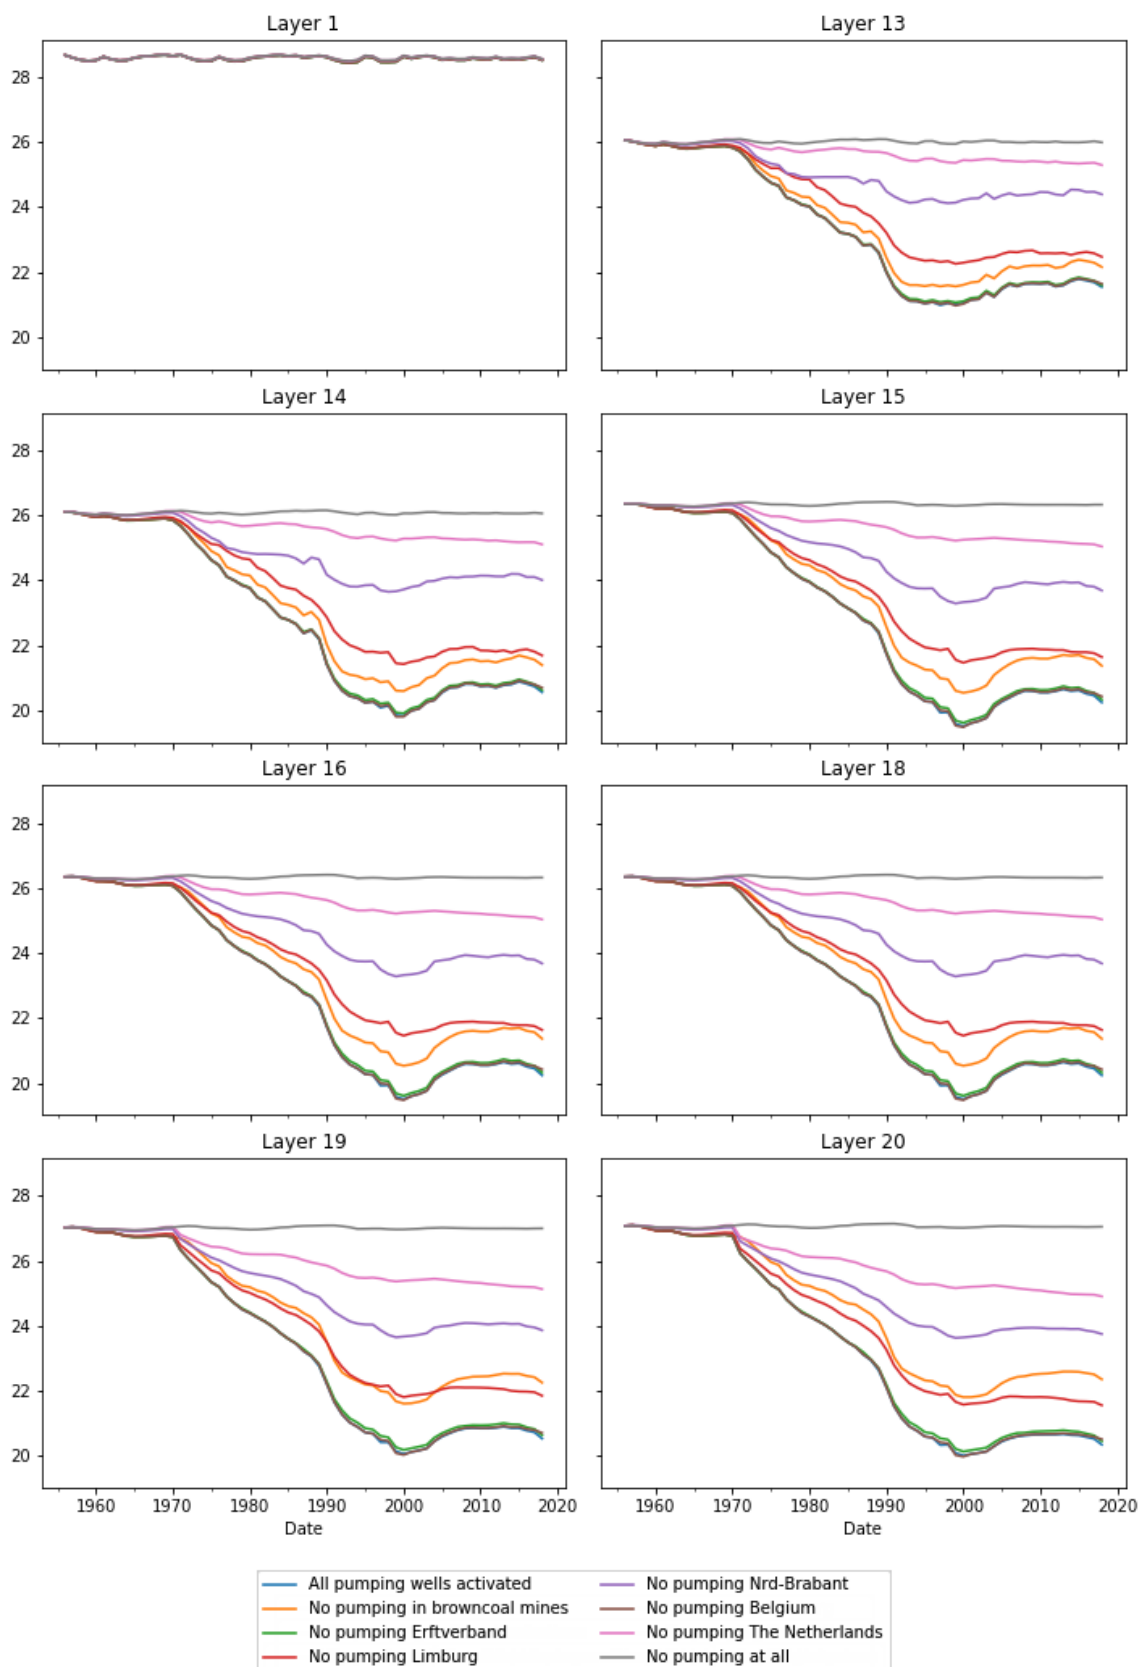 Layer 1
Layer 13
28
26
24
22
20
Layer 14
Layer 15
28
26
24
22
20
Layer 16
Layer 18
28
26
24
22
20
Layer 19
Layer 20
28
26
24
22
20
1960 1970 1980 1990 2000 2010 2020
1960 1970 1980 1990 2000 2010 2020
Date
Date
All pumping wells activated
No pumping in browncoal mines
No pumping Erftverband
No pumping Limburg
No pumping Nrd-Brabant
No pumping Belgium
No pumping The Netherlands
No pumping at all